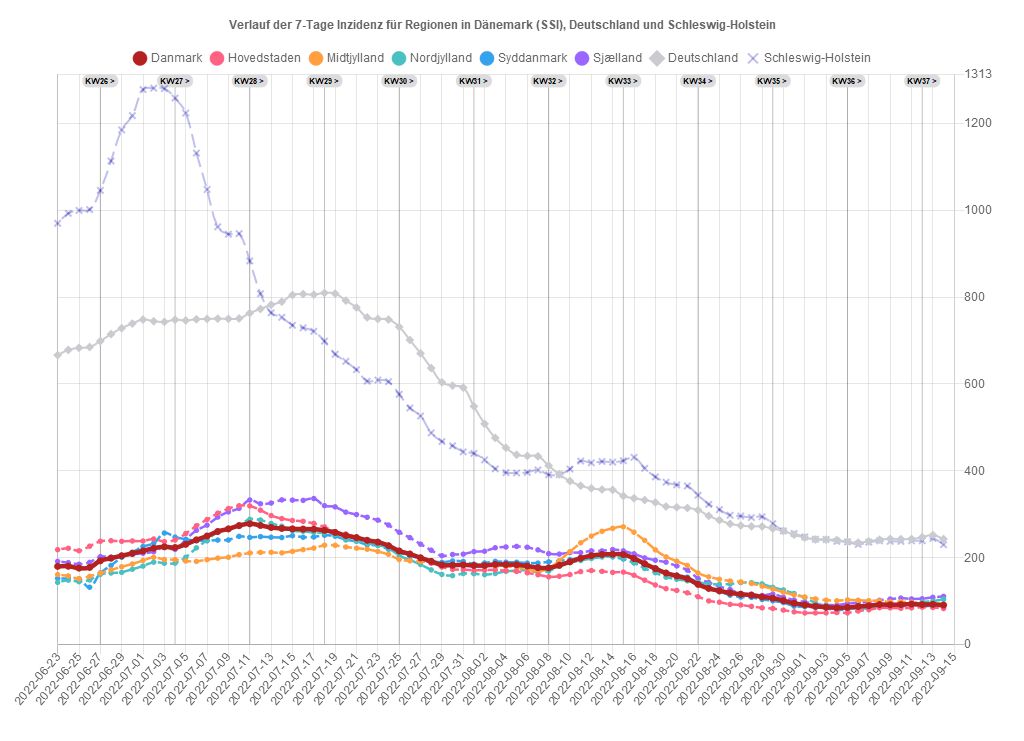 Verlauf der 7-Tage Inzidenz für Regionen in Dänemark (SSI), Deutschland und Schleswig-Holstein
Danmark Hovedstaden Midtjylland Nordjylland Syddanmark Sjælland Deutschland Schleswig-Holstein
KW26 > KW27 > KW28 > KW29 > KW30 > KW31 > KW32 > KW33 > KW34 > KW35 > KW36 > KW37 >
1313
1200
1000
800
600
400
200
0
2022-06-23 2022-06-25 2022-06-27 2022-06-29 2022-07-01 2022-07-03 2022-07-05 2022-07-07 2022-07-09 2022-07-11 2022-07-13 2022-07-15 2022-07-17 2022-07-19 2022-07-21 2022-07-23 2022-07-25 2022-07-27 2022-07-29 2022-07-31 2022-08-02 2022-08-04 2022-08-06 2022-08-08 2022-08-10 2022-08-12 2022-08-14 2022-08-16 2022-08-18 2022-08-20 2022-08-22 2022-08-24 2022-08-26 2022-08-28 2022-08-30 2022-09-01 2022-09-03 2022-09-05 2022-09-07 2022-09-09 2022-09-11 2022-09-13 2022-09-15